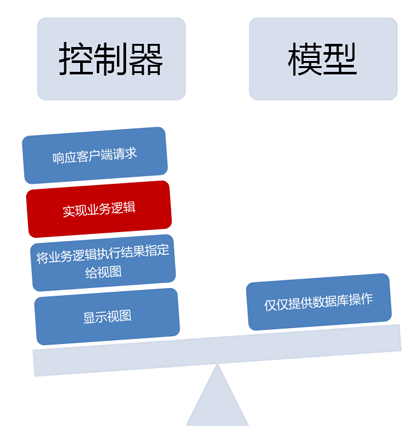 控制器
模型
响应客户端请求
实现业务逻辑
将业务逻辑执行结果指定
给视图
显示视图
仅仅提供数据库操作